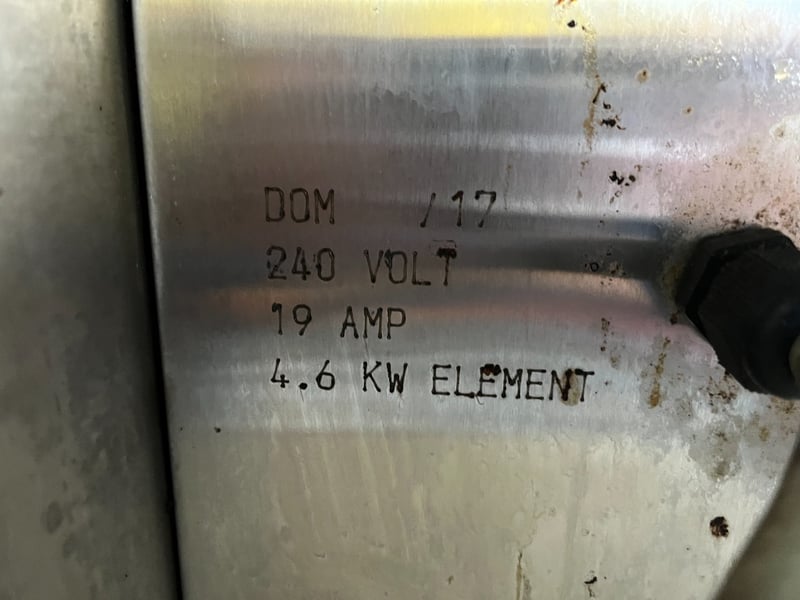 DOM /17
240 VOLT
19 AMP
4.6 KW ELEMENT